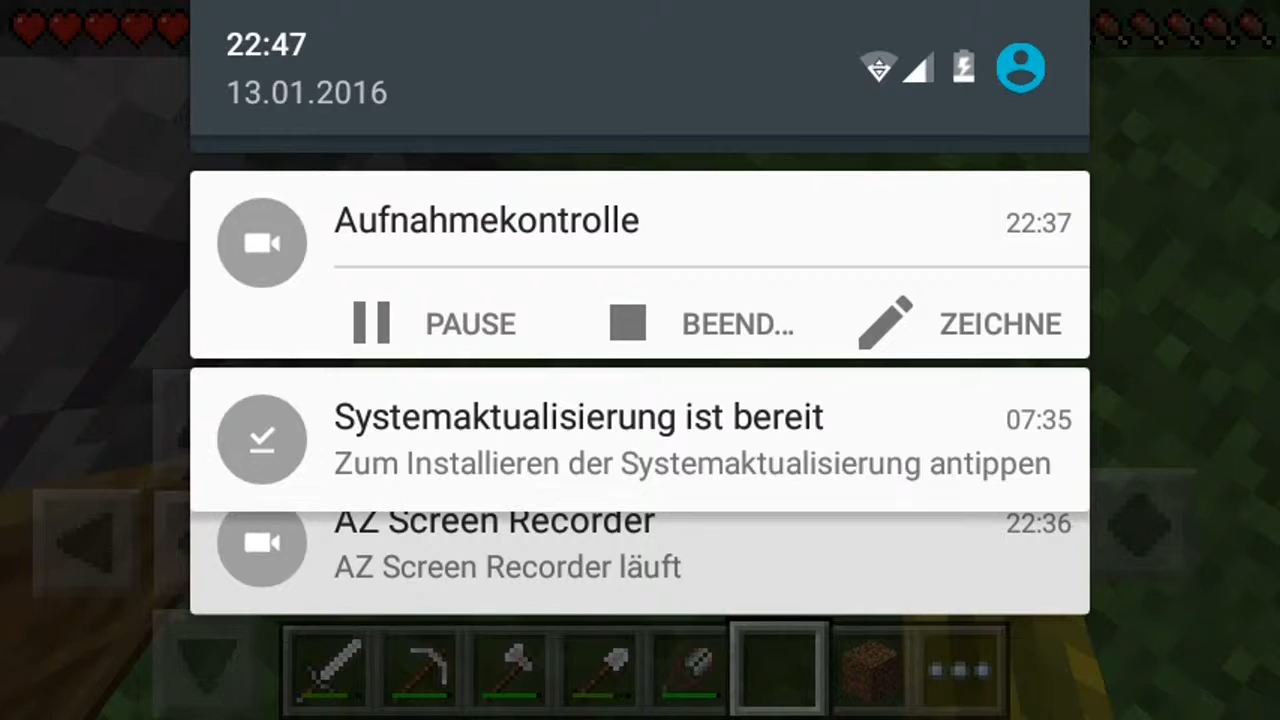 22:47
13.01.2016
Aufnahmekontrolle 22:37
PAUSE BEEND... ZEICHNE
Systemaktualisierung ist bereit 07:35
Zum Installieren der Systemaktualisierung antippen
AZ Screen Recorder 22:36
AZ Screen Recorder läuft